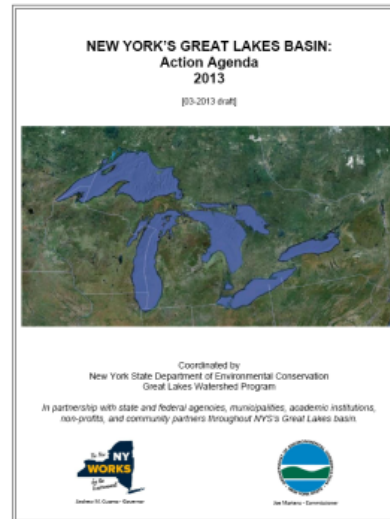 NEW YORK'S GREAT LAKES BASIN:
Action Agenda
2013
[03-2013 draft]
Coordinated by
New York State Department of Environmental Conservation
Great Lakes Watershed Program
In partnership with state and federal agencies, municipalities, academic institutions,
non-profits, and community partners throughout NYS's Great Lakes basin.
NY
WORKS
Andrew M. Cuomo - Governor
Joe Martens - Commissioner